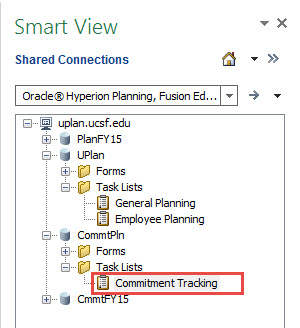 Smart View
Shared Connections
Oracle® Hyperion Planning, Fusion Ed...
uplan.ucsf.edu
PlanFY15
UPlan
Forms
Task Lists
General Planning
Employee Planning
CommtPln
Forms
Task Lists
Commitment Tracking
CmmtFY15